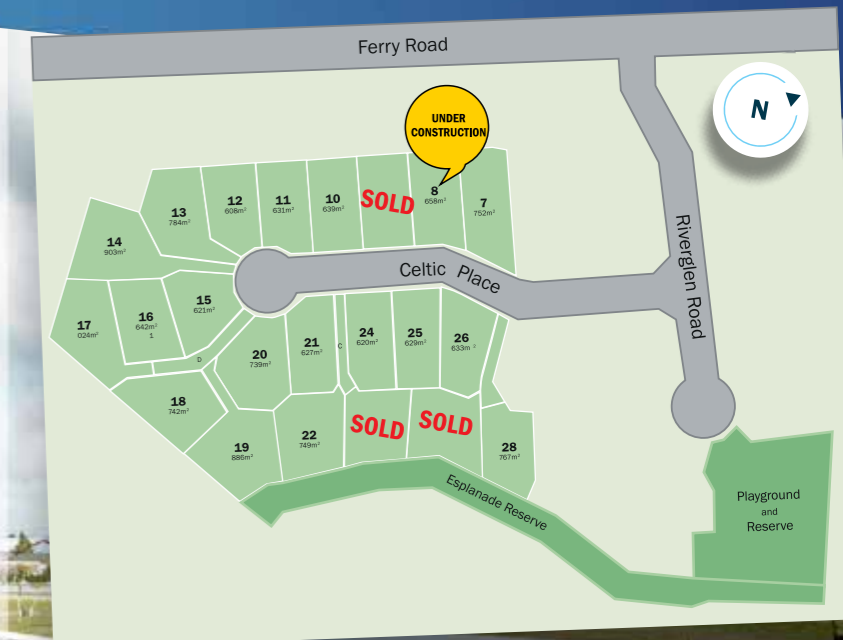 Ferry Road
N
UNDER
CONSTRUCTION
13
784m²
12
608m²
11
631m²
10
639m²
SOLD
8
658m²
7
752m²
14
903m²
Celtic Place
Riverglen Road
17
024m²
16
642m²
1
15
621m²
D
20
739m²
21
627m²
C
24
620m²
25
629m²
26
633m²
18
742m²
19
886m²
22
749m²
SOLD
SOLD
28
767m²
Esplanade Reserve
Playground
and
Reserve